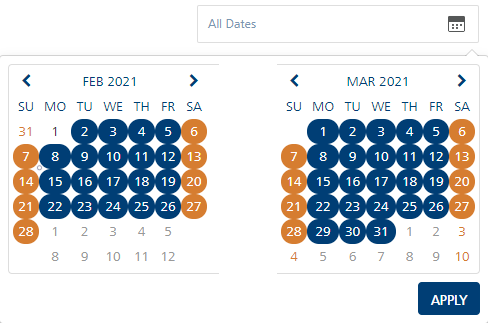 All Dates
FEB 2021
SU MO TU WE TH FR SA
31 1 2 3 4 5 6
7 8 9 10 11 12 13
14 15 16 17 18 19 20
21 22 23 24 25 26 27
28 1 2 3 4 5
8 9 10 11 12
MAR 2021
SU MO TU WE TH FR SA
1 2 3 4 5 6
7 8 9 10 11 12 13
14 15 16 17 18 19 20
21 22 23 24 25 26 27
28 29 30 31 1 2 3
4 5 6 7 8 9 10
APPLY